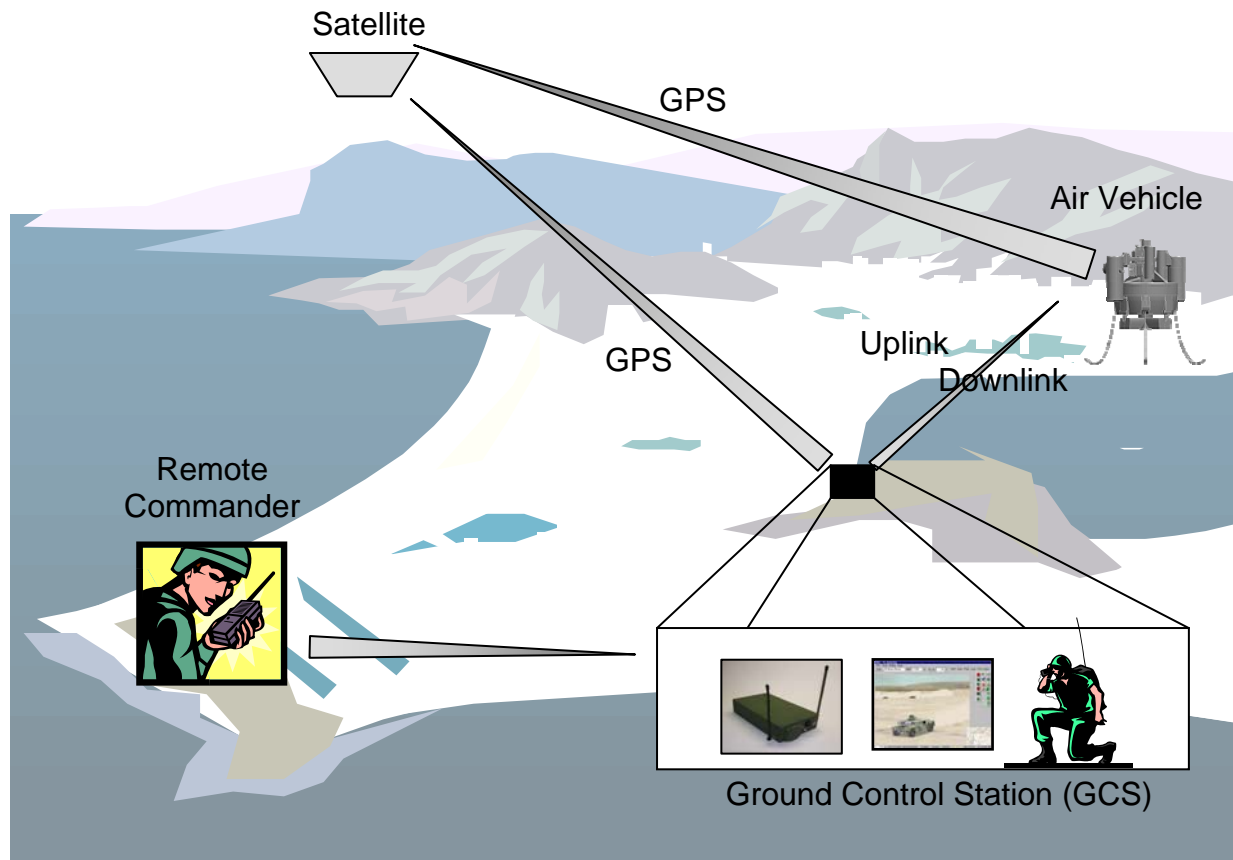 Satellite
GPS
Air Vehicle
GPS
Uplink
Downlink
Remote
Commander
Ground Control Station (GCS)